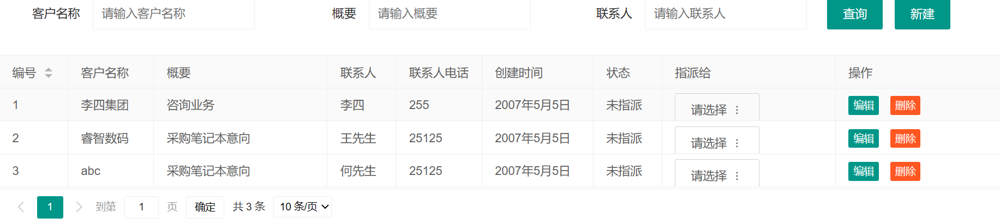 客户名称 请输入客户名称 概要 请输入概要 联系人 请输入联系人 查询 新建
编号 客户名称 概要 联系人 联系人电话 创建时间 状态 指派给 操作
1 李四集团 咨询业务 李四 255 2007年5月5日 未指派 请选择 编辑 删除
2 睿智数码 采购笔记本意向 王先生 25125 2007年5月5日 未指派 请选择 编辑 删除
3 abc 采购笔记本意向 何先生 25125 2007年5月5日 未指派 请选择 编辑 删除
1 到第 1 页 确定 共 3 条 10 条/页